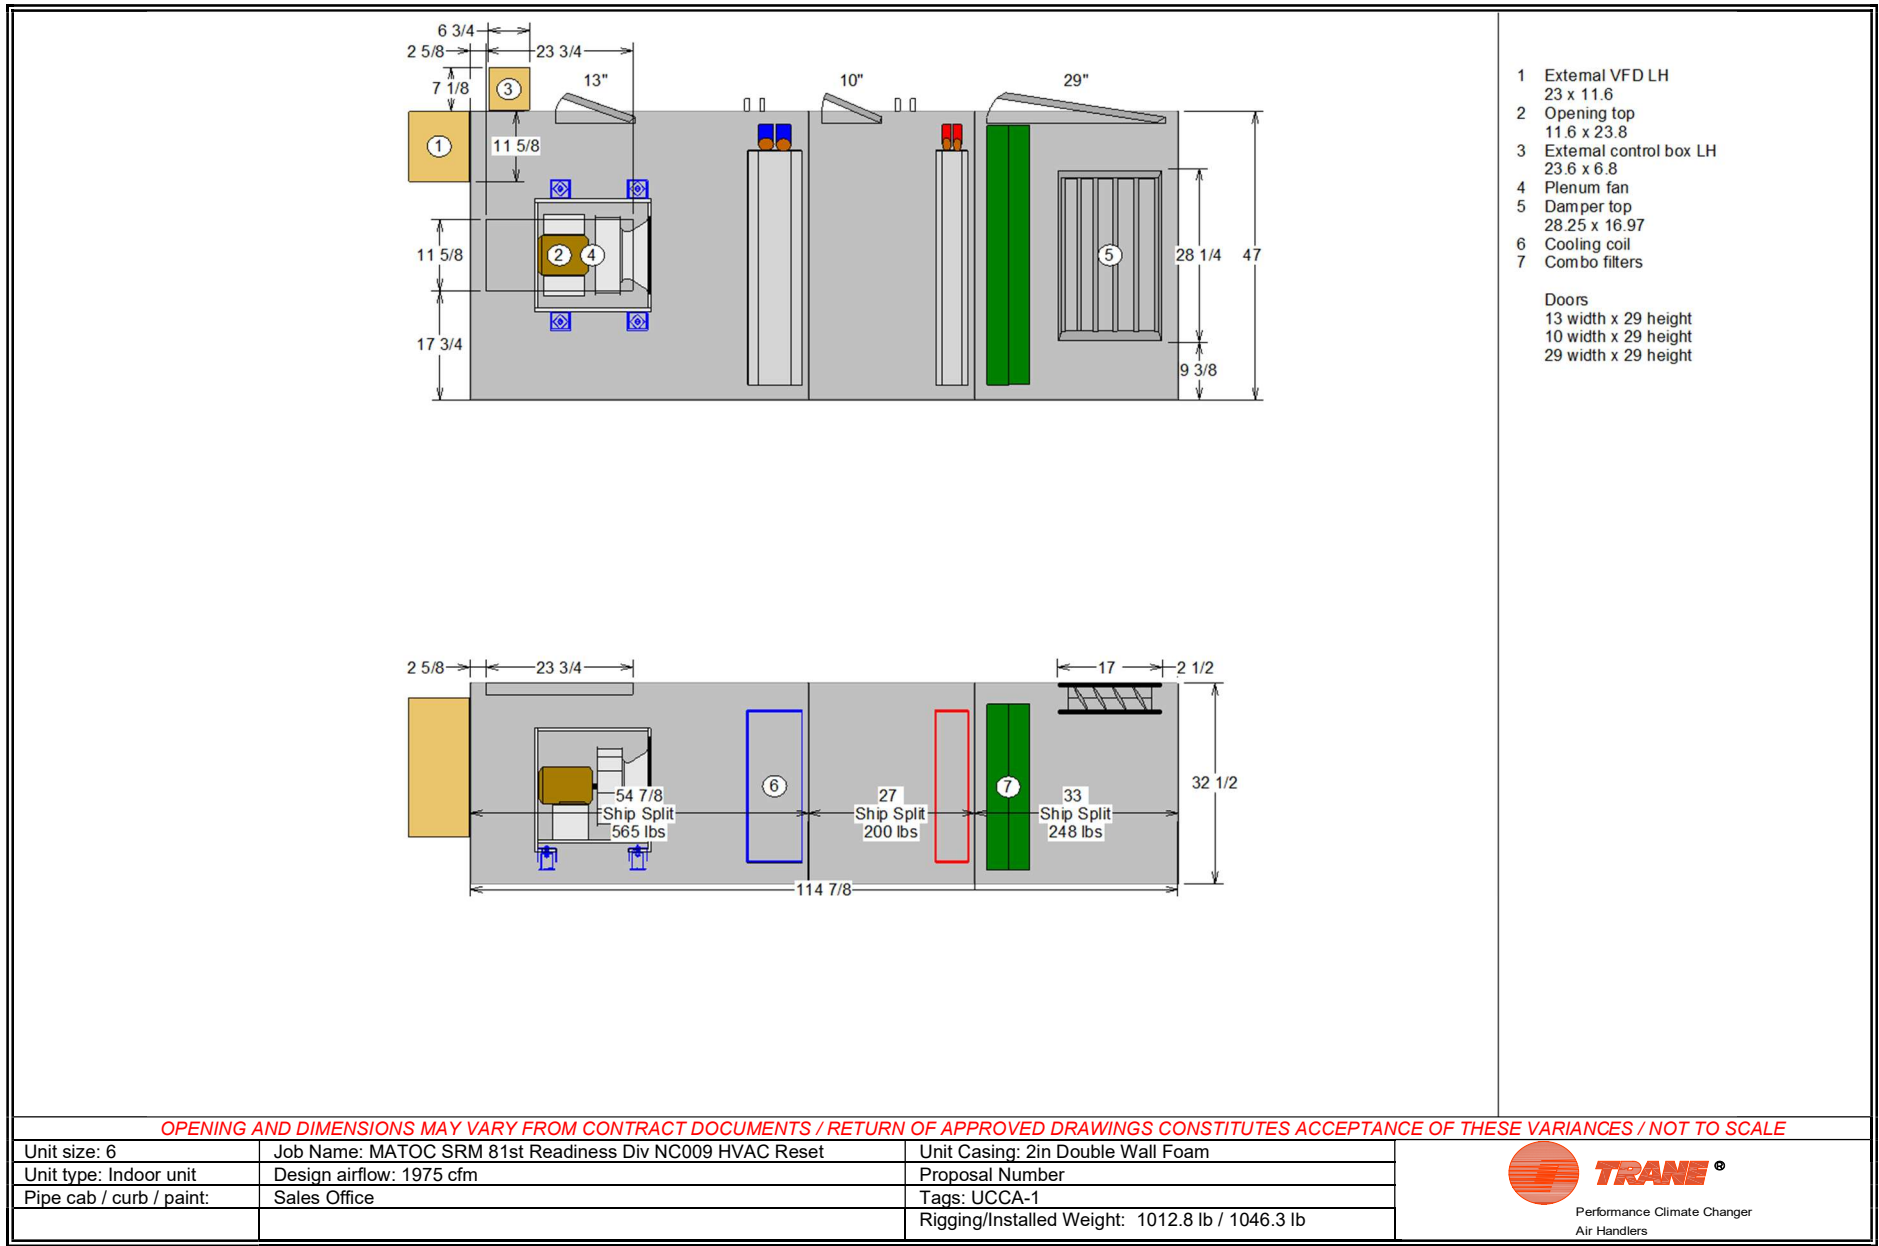 6 3/4
2 5/8
23 3/4
7 1/8
3
13"
10"
29"
1
11 5/8
11 5/8
2
4
5
28 1/4
47
17 3/4
9 3/8
1 External VFD LH
23 x 11.6
2 Opening top
11.6 x 23.8
3 External control box LH
23.6 x 6.8
4 Plenum fan
5 Damper top
28.25 x 16.97
6 Cooling coil
7 Combo filters
Doors
13 width x 29 height
10 width x 29 height
29 width x 29 height
2 5/8
23 3/4
17
2 1/2
6
7
32 1/2
54 7/8
Ship Split
565 lbs
27
Ship Split
200 lbs
33
Ship Split
248 lbs
114 7/8
OPENING AND DIMENSIONS MAY VARY FROM CONTRACT DOCUMENTS / RETURN OF APPROVED DRAWINGS CONSTITUTES ACCEPTANCE OF THESE VARIANCES / NOT TO SCALE
Unit size: 6
Job Name: MATOC SRM 81st Readiness Div NC009 HVAC Reset
Unit Casing: 2in Double Wall Foam
Unit type: Indoor unit
Design airflow: 1975 cfm
Proposal Number
Pipe cab / curb / paint:
Sales Office
Tags: UCCA-1
Rigging/Installed Weight: 1012.8 lb / 1046.3 lb
TRANE ®
Performance Climate Changer
Air Handlers